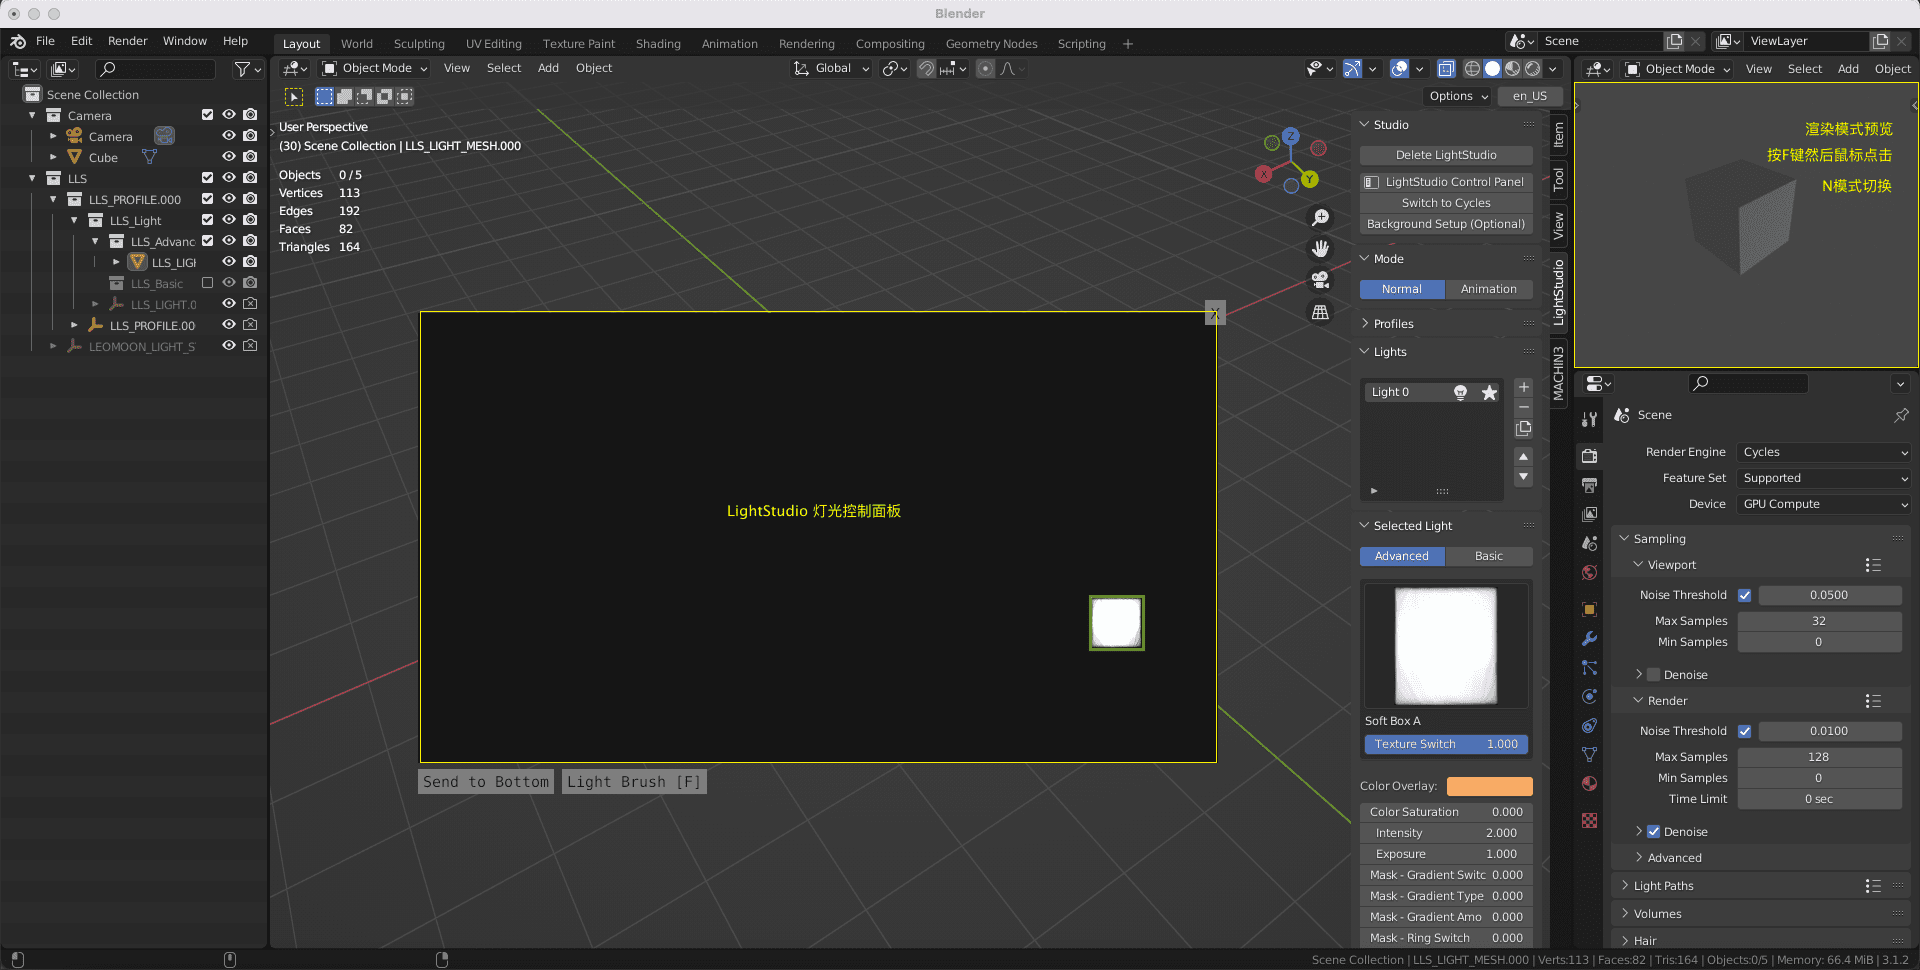 Blender
File Edit Render Window Help
Layout World Sculpting UV Editing Texture Paint Shading Animation Rendering Compositing Geometry Nodes Scripting +
Scene
ViewLayer
Object Mode View Select Add Object
Global
Options
en_US
Scene Collection
Camera
Camera
Cube
LLS
LLS_PROFILE.000
LLS_Light
LLS_Advanc
LLS_LIGH
LLS_Basic
LLS_LIGHT.0
LLS_PROFILE.00
LEOMOON_LIGHT_S
User Perspective
(30) Scene Collection | LLS_LIGHT_MESH.000
Objects 0 / 5
Vertices 113
Edges 192
Faces 82
Triangles 164
Z
X
Y
X
LightStudio 灯光控制面板
Send to Bottom
Light Brush [F]
Studio
Delete LightStudio
LightStudio Control Panel
Switch to Cycles
Background Setup (Optional)
Mode
Normal Animation
Profiles
Lights
Light 0
Selected Light
Advanced Basic
Soft Box A
Texture Switch 1.000
Color Overlay:
Color Saturation 0.000
Intensity 2.000
Exposure 1.000
Mask - Gradient Switc 0.000
Mask - Gradient Type 0.000
Mask - Gradient Amo 0.000
Mask - Ring Switch 0.000
Item
Tool
View
LightStudio
MACHIN3
Object Mode View Select Add Object
渲染模式预览
按F键然后鼠标点击
N模式切换
Scene
Render Engine Cycles
Feature Set Supported
Device GPU Compute
Sampling
Viewport
Noise Threshold 0.0500
Max Samples 32
Min Samples 0
Denoise
Render
Noise Threshold 0.0100
Max Samples 128
Min Samples 0
Time Limit 0 sec
Denoise
Advanced
Light Paths
Volumes
Hair
Scene Collection | LLS_LIGHT_MESH.000 | Verts:113 | Faces:82 | Tris:164 | Objects:0/5 | Memory: 66.4 MiB | 3.1.2